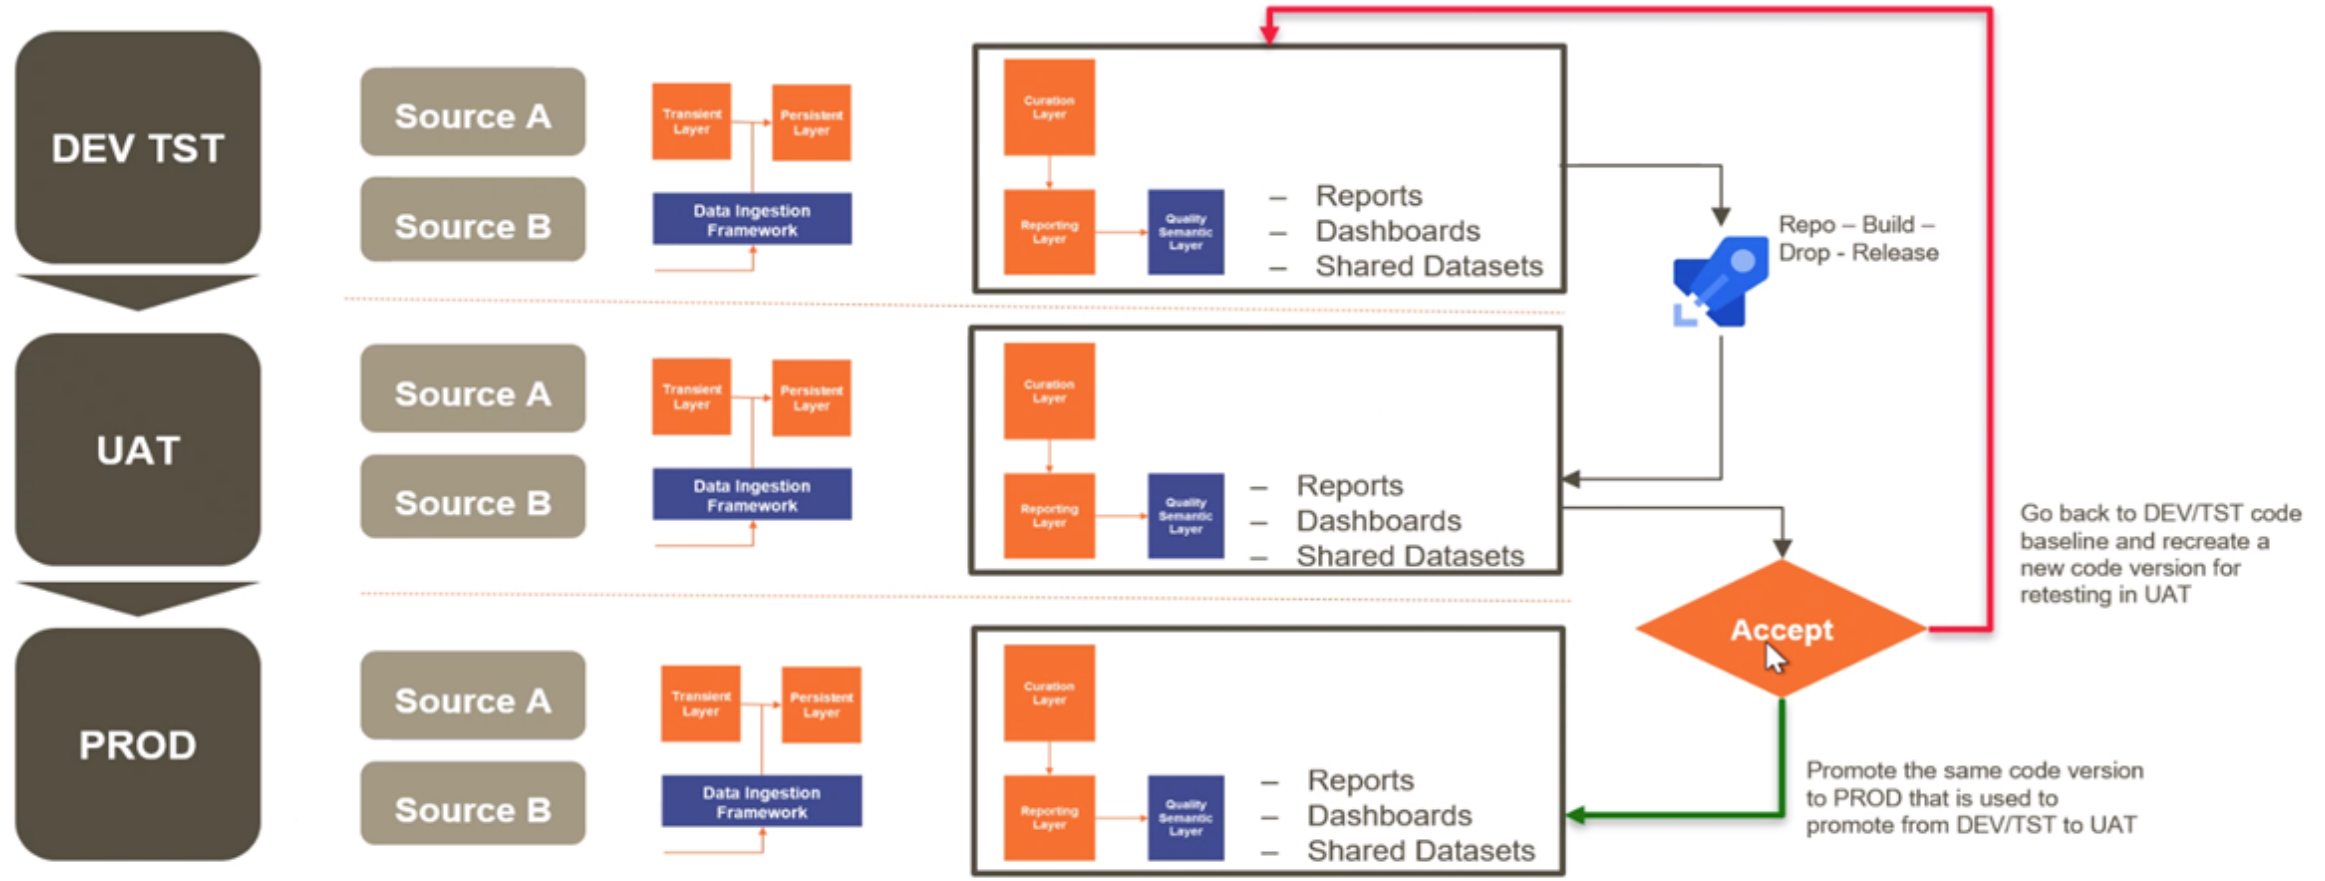 DEV TST
Source A
Source B
Transient
Layer
Persistent
Layer
Data Ingestion
Framework
Curation
Layer
Reporting
Layer
Quality
Semantic
Layer
– Reports
– Dashboards
– Shared Datasets
Repo – Build –
Drop - Release
UAT
Source A
Source B
Transient
Layer
Persistent
Layer
Data Ingestion
Framework
Curation
Layer
Reporting
Layer
Quality
Semantic
Layer
– Reports
– Dashboards
– Shared Datasets
Go back to DEV/TST code
baseline and recreate a
new code version for
retesting in UAT
Accept
PROD
Source A
Source B
Transient
Layer
Persistent
Layer
Data Ingestion
Framework
Curation
Layer
Reporting
Layer
Quality
Semantic
Layer
– Reports
– Dashboards
– Shared Datasets
Promote the same code version
to PROD that is used to
promote from DEV/TST to UAT